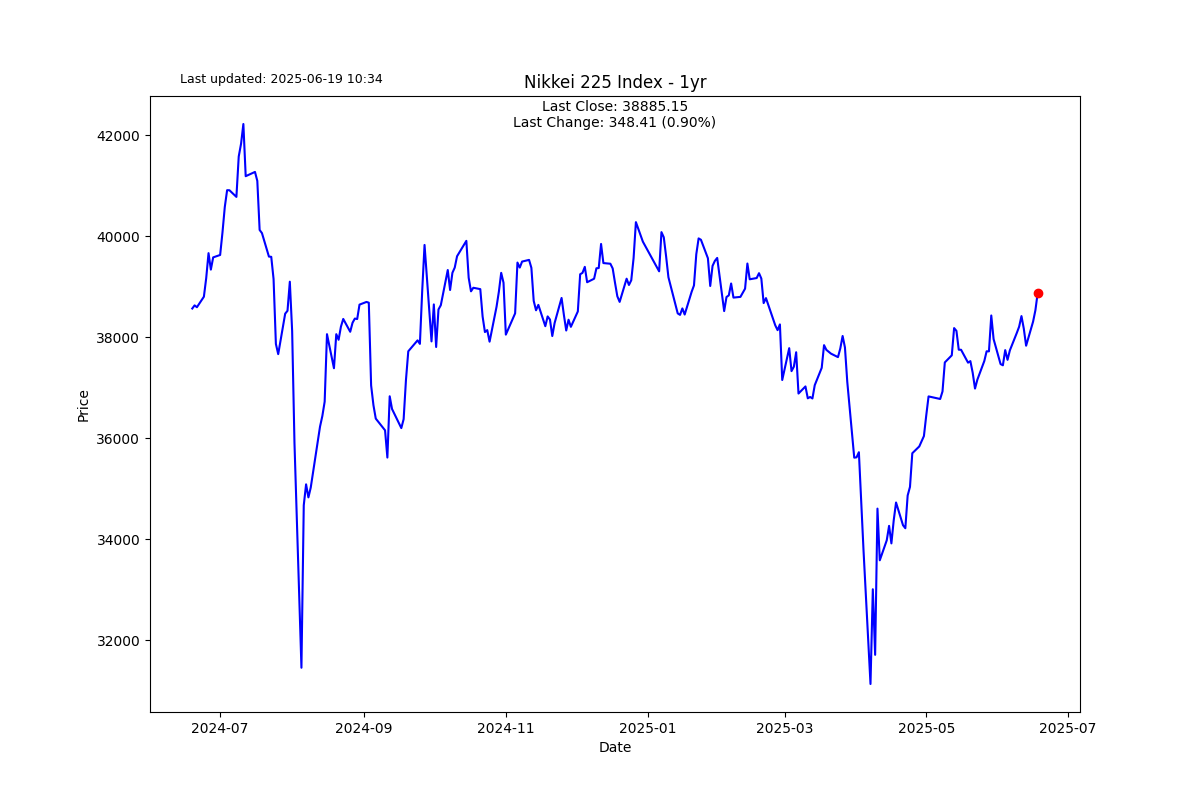 Last updated: 2025-06-19 10:34
Nikkei 225 Index - 1yr
Last Close: 38885.15
Last Change: 348.41 (0.90%)
42000
40000
38000
36000
34000
32000
Price
2024-07
2024-09
2024-11
2025-01
2025-03
2025-05
2025-07
Date